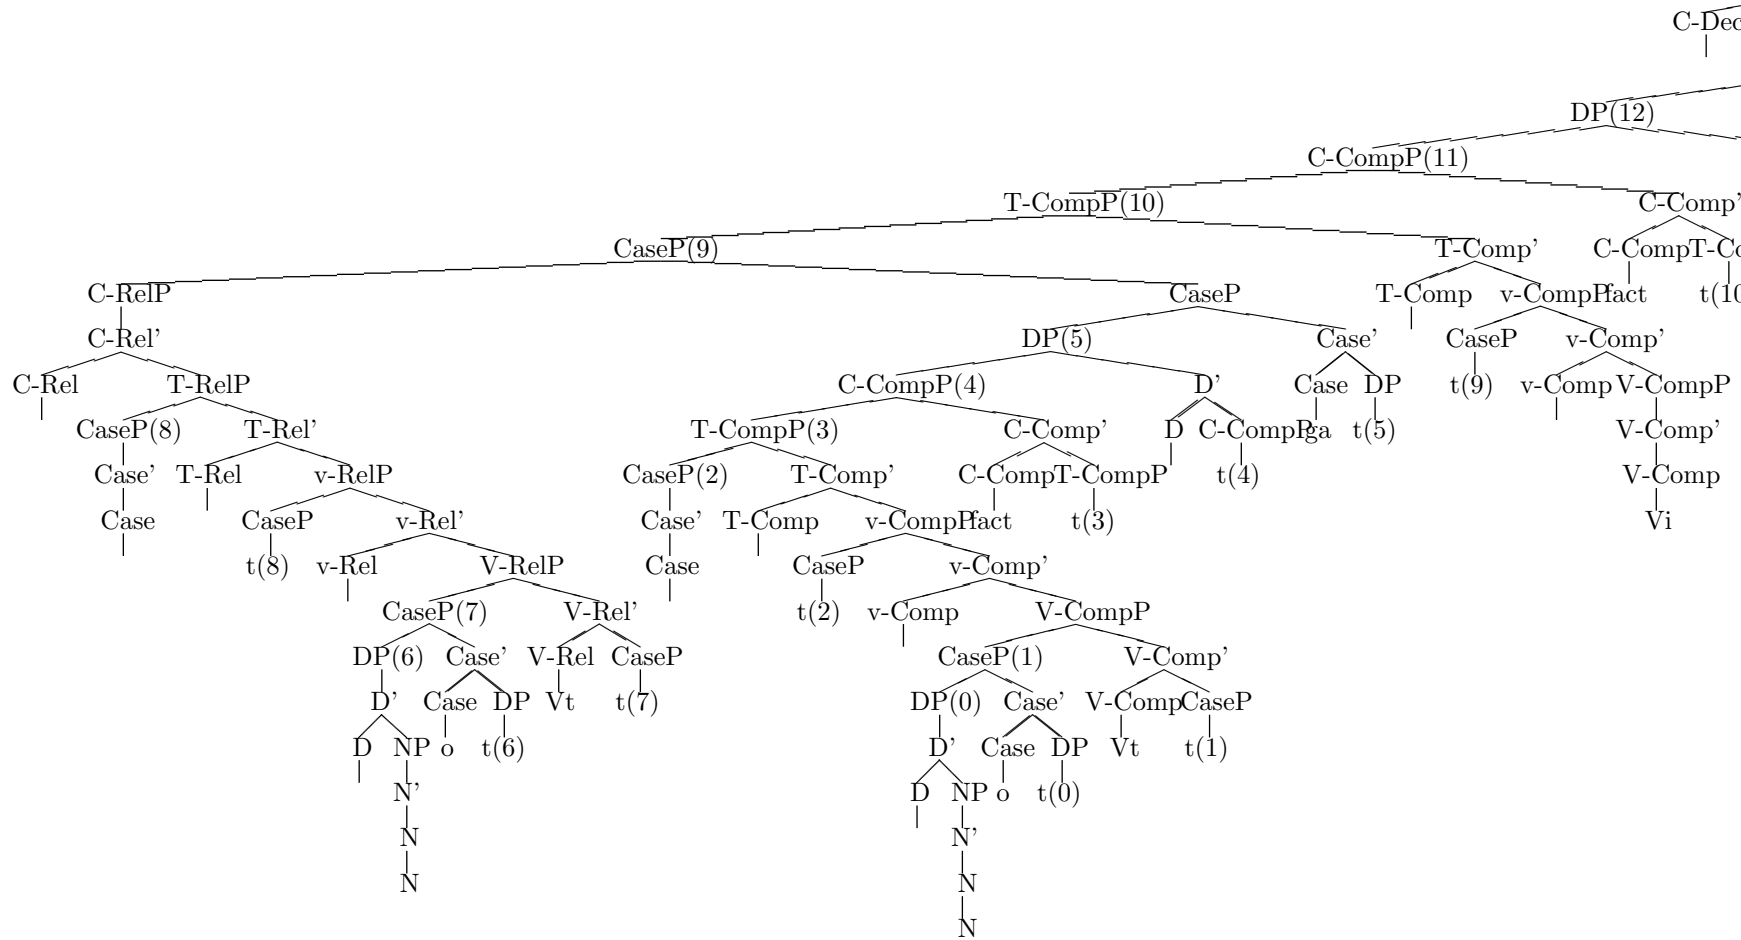 C-Dec
DP(12)
C-CompP(11)
T-CompP(10) C-Comp'
CaseP(9) T-Comp' C-Comp T-Co
C-RelP CaseP T-Comp v-CompP fact t(10
C-Rel' DP(5) Case' CaseP v-Comp'
C-Rel T-RelP C-CompP(4) D' Case DP t(9) v-Comp V-CompP
CaseP(8) T-Rel' T-CompP(3) C-Comp' D C-CompP ga t(5) V-Comp'
Case' T-Rel v-RelP CaseP(2) T-Comp' C-Comp T-CompP t(4) V-Comp
Case CaseP v-Rel' Case' T-Comp v-CompP fact t(3) Vi
t(8) v-Rel V-RelP Case CaseP v-Comp'
CaseP(7) V-Rel' t(2) v-Comp V-CompP
DP(6) Case' V-Rel CaseP CaseP(1) V-Comp'
D' Case DP Vt t(7) DP(0) Case' V-Comp CaseP
D NP o t(6) D' Case DP Vt t(1)
N' D NP o t(0)
N N'
N N
N